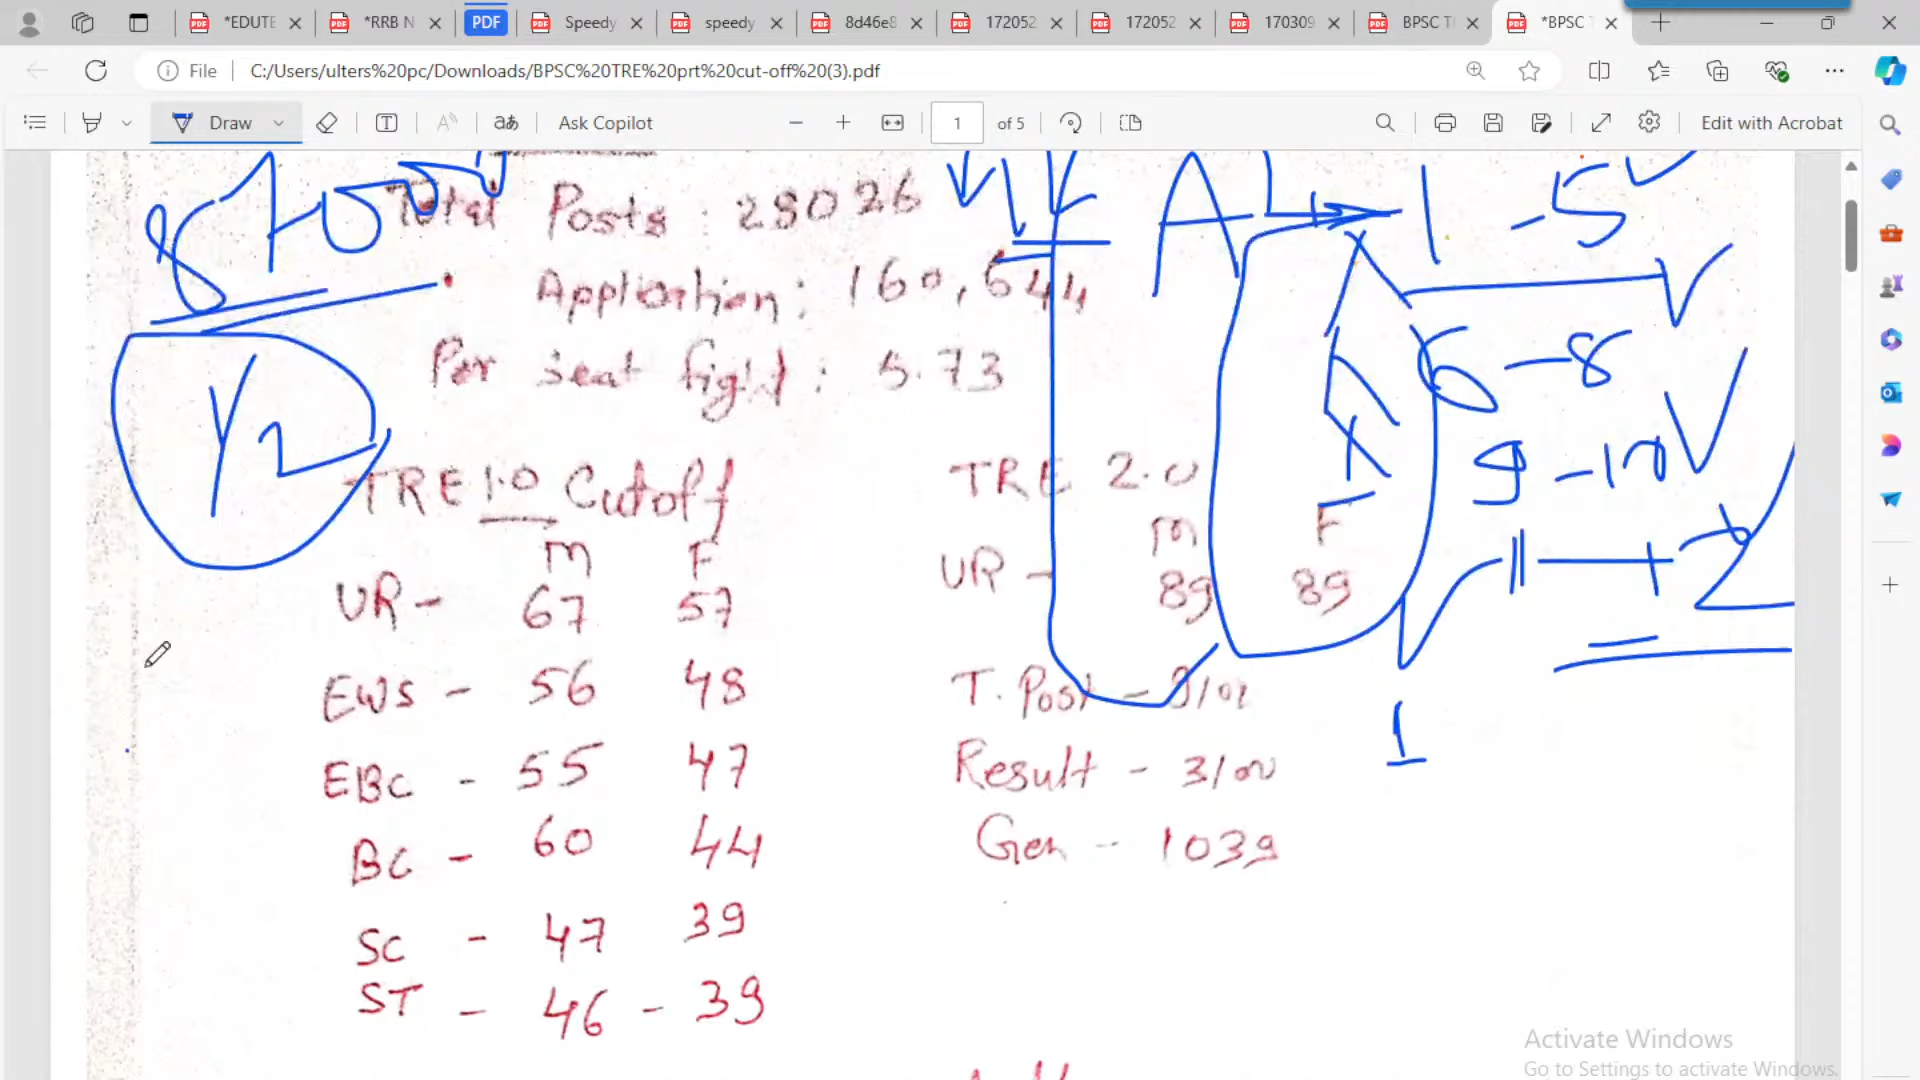 *EDUTE *RRB N PDF Speedy speedy 8d46e8 172052 172052 170309 BPSC T *BPSC T
File C:/Users/ulters%20pc/Downloads/BPSC%20TRE%20prt%20cut-off%20(3).pdf
Draw Ask Copilot 1 of 5 Edit with Acrobat
Total Posts : 28026
Application : 160,644
Per seat fight : 5.73
1 - 5
6 - 8
9 - 10
TRE 1.0 Cutoff
M F
UR - 67 57
EWS - 56 48
EBC - 55 47
BC - 60 44
SC - 47 39
ST - 46 - 39
TRE 2.0
M F
UR - 89 89
T. Post -
Result -
Gen - 1039
1
Activate Windows
Go to Settings to activate Windows.